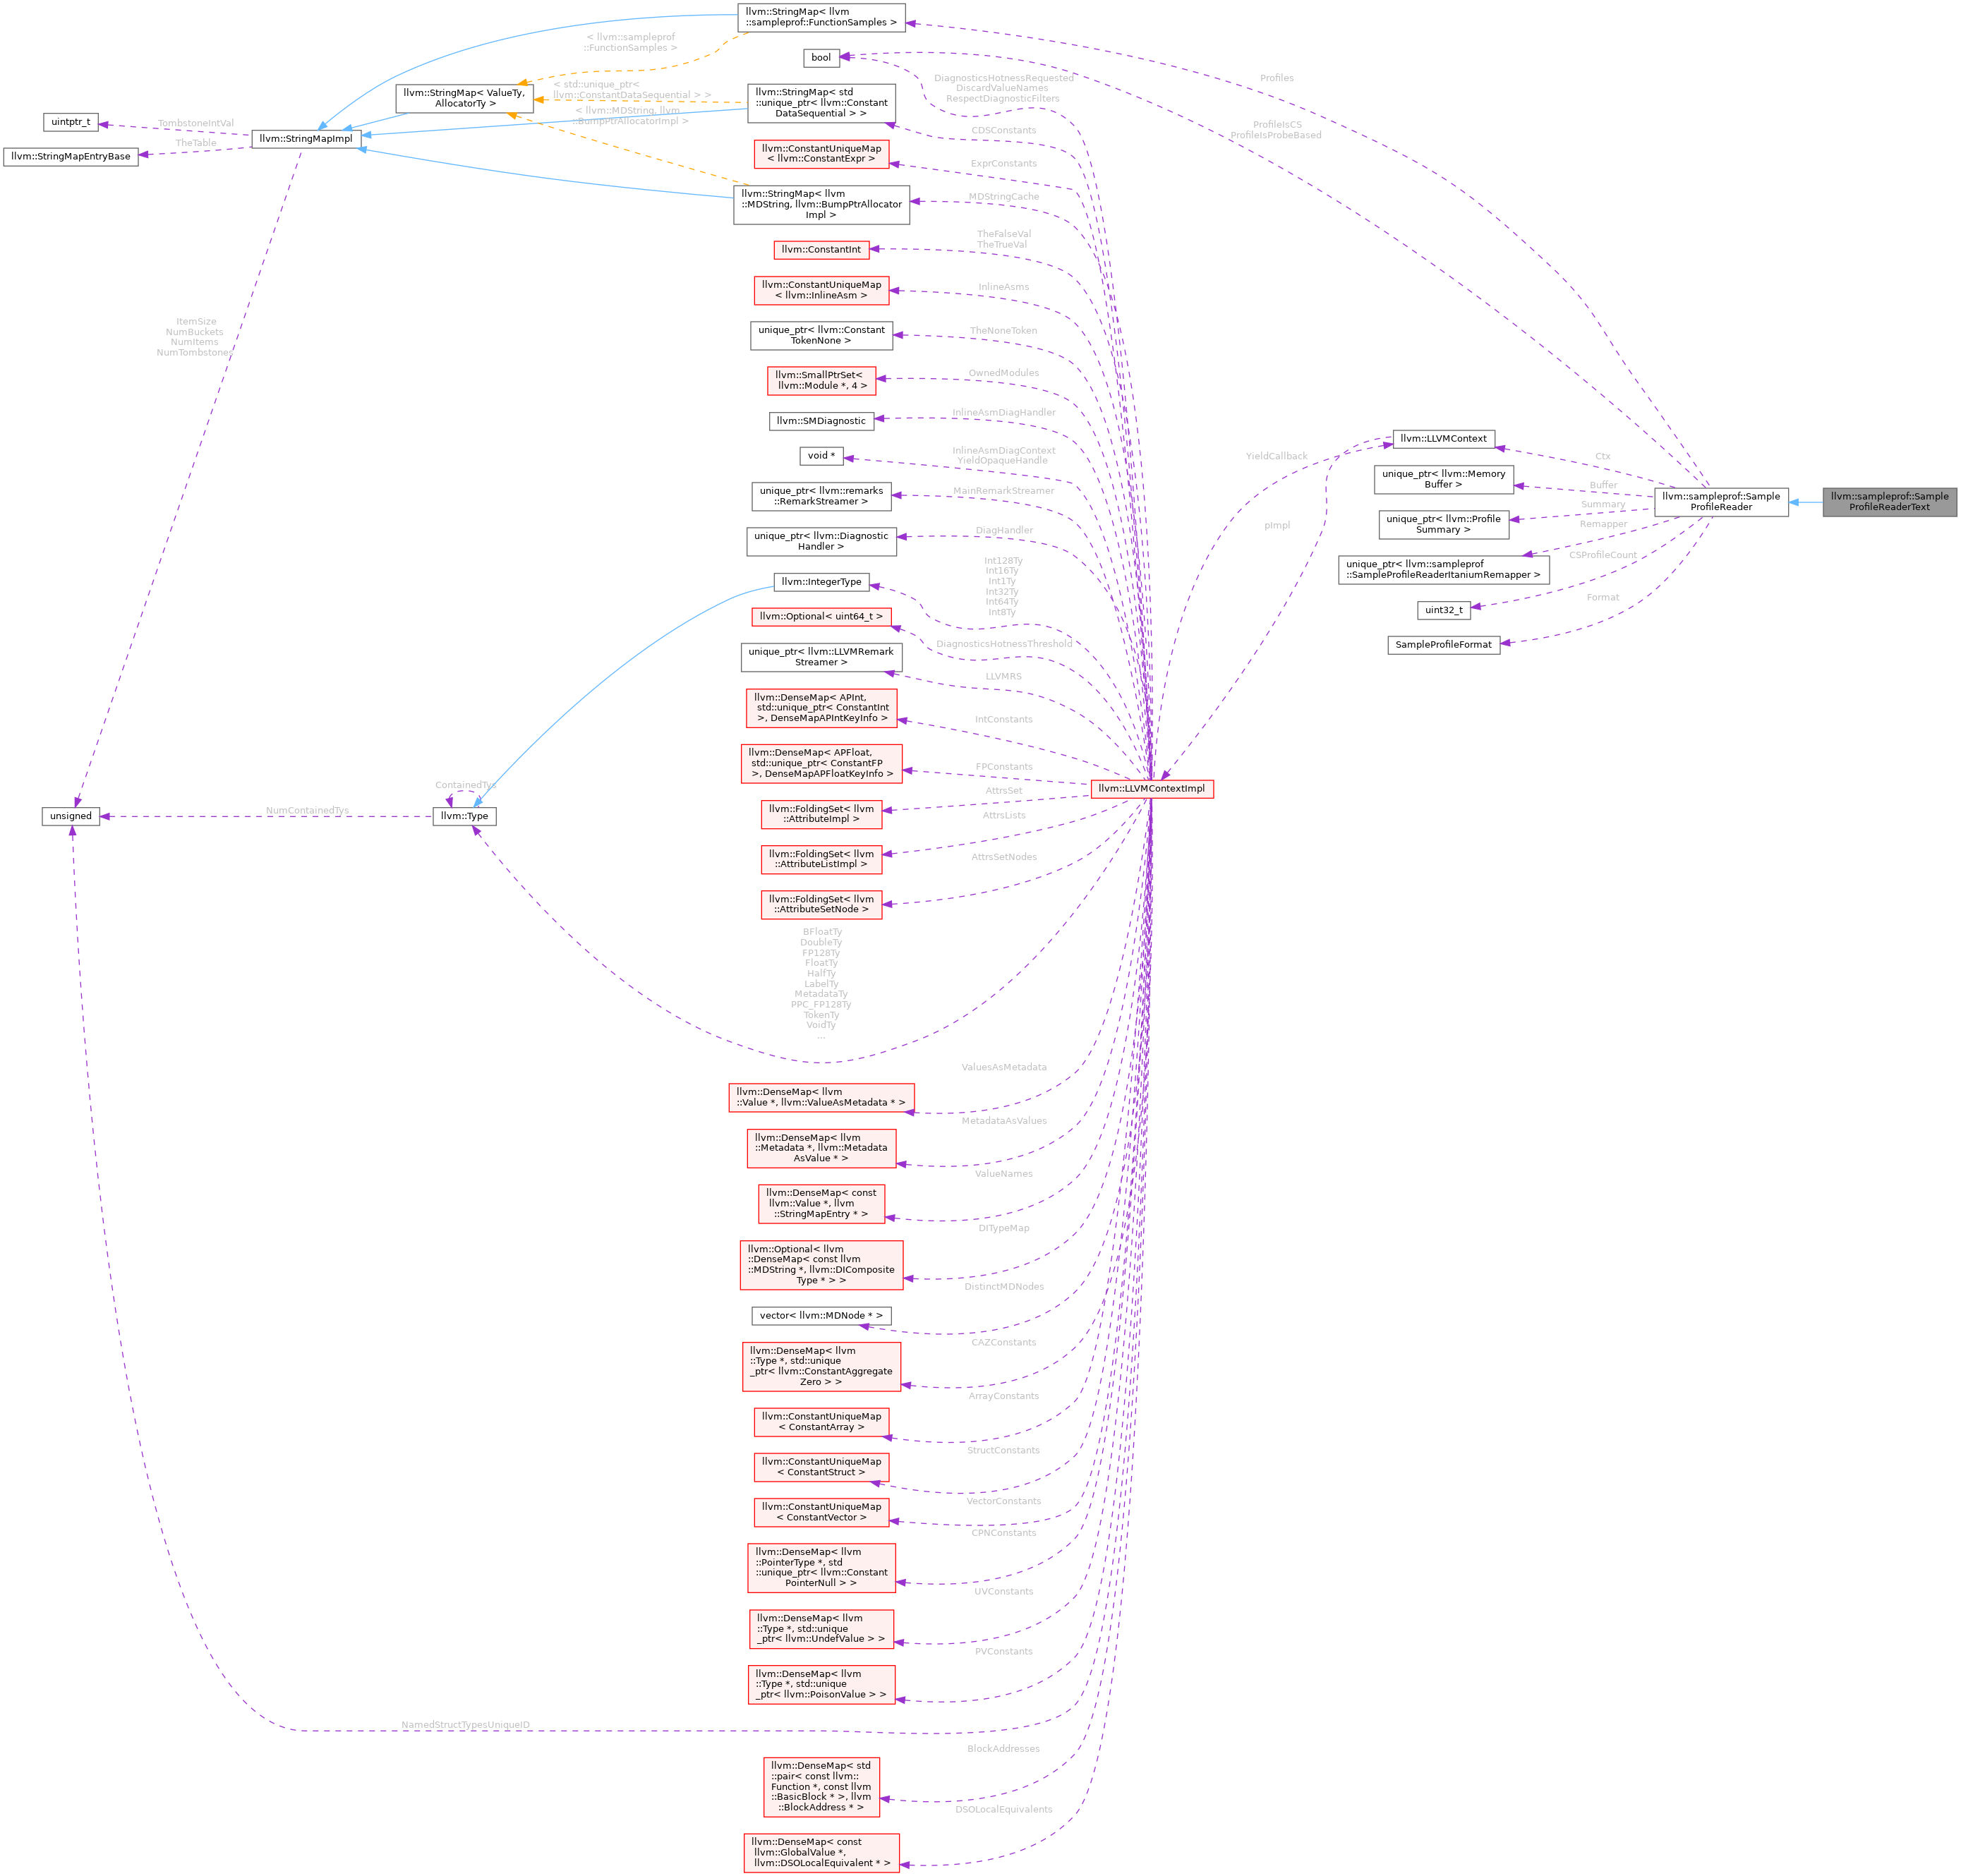 llvm::StringMap< llvm
::sampleprof::FunctionSamples >
< llvm::sampleprof
::FunctionSamples >
bool
Profiles
DiagnosticsHotnessRequested
DiscardValueNames
RespectDiagnosticFilters
llvm::StringMap< ValueTy,
AllocatorTy >
< std::unique_ptr<
llvm::ConstantDataSequential > >
< llvm::MDString, llvm
::BumpPtrAllocatorImpl >
llvm::StringMap< std
::unique_ptr< llvm::Constant
DataSequential > >
uintptr_t
TombstoneIntVal
TheTable
llvm::StringMapEntryBase
llvm::StringMapImpl
CDSConstants
ProfileIsCS
ProfileIsProbeBased
llvm::ConstantUniqueMap
< llvm::ConstantExpr >
ExprConstants
llvm::StringMap< llvm
::MDString, llvm::BumpPtrAllocator
Impl >
MDStringCache
llvm::ConstantInt
TheFalseVal
TheTrueVal
llvm::ConstantUniqueMap
< llvm::InlineAsm >
InlineAsms
ItemSize
NumBuckets
NumItems
NumTombstones
unique_ptr< llvm::Constant
TokenNone >
TheNoneToken
llvm::SmallPtrSet<
llvm::Module *, 4 >
OwnedModules
llvm::SMDiagnostic
InlineAsmDiagHandler
void *
InlineAsmDiagContext
YieldOpaqueHandle
YieldCallback
pImpl
llvm::LLVMContext
Ctx
unique_ptr< llvm::Memory
Buffer >
Buffer
unique_ptr< llvm::Profile
Summary >
Summary
Remapper
llvm::sampleprof::Sample
ProfileReader
llvm::sampleprof::Sample
ProfileReaderText
unique_ptr< llvm::sampleprof
::SampleProfileReaderItaniumRemapper >
CSProfileCount
uint32_t
Format
SampleProfileFormat
unique_ptr< llvm::remarks
::RemarkStreamer >
MainRemarkStreamer
unique_ptr< llvm::Diagnostic
Handler >
DiagHandler
llvm::IntegerType
Int128Ty
Int16Ty
Int1Ty
Int32Ty
Int64Ty
Int8Ty
llvm::Optional< uint64_t >
DiagnosticsHotnessThreshold
unique_ptr< llvm::LLVMRemark
Streamer >
LLVMRS
llvm::DenseMap< APInt,
std::unique_ptr< ConstantInt
>, DenseMapAPIntKeyInfo >
IntConstants
llvm::DenseMap< APFloat,
std::unique_ptr< ConstantFP
>, DenseMapAPFloatKeyInfo >
FPConstants
llvm::LLVMContextImpl
unsigned
NumContainedTys
ContainedTys
llvm::Type
llvm::FoldingSet< llvm
::AttributeImpl >
AttrsSet
llvm::FoldingSet< llvm
::AttributeListImpl >
AttrsLists
llvm::FoldingSet< llvm
::AttributeSetNode >
AttrsSetNodes
BFloatTy
DoubleTy
FP128Ty
FloatTy
HalfTy
LabelTy
MetadataTy
PPC_FP128Ty
TokenTy
VoidTy
...
llvm::DenseMap< llvm
::Value *, llvm::ValueAsMetadata * >
ValuesAsMetadata
llvm::DenseMap< llvm
::Metadata *, llvm::Metadata
AsValue * >
MetadataAsValues
llvm::DenseMap< const
llvm::Value *, llvm
::StringMapEntry * >
ValueNames
llvm::Optional< llvm
::DenseMap< const llvm
::MDString *, llvm::DIComposite
Type * > >
DITypeMap
vector< llvm::MDNode * >
DistinctMDNodes
llvm::DenseMap< llvm
::Type *, std::unique
_ptr< llvm::ConstantAggregate
Zero > >
CAZConstants
llvm::ConstantUniqueMap
< ConstantArray >
ArrayConstants
llvm::ConstantUniqueMap
< ConstantStruct >
StructConstants
llvm::ConstantUniqueMap
< ConstantVector >
VectorConstants
llvm::DenseMap< llvm
::PointerType *, std
::unique_ptr< llvm::Constant
PointerNull > >
CPNConstants
llvm::DenseMap< llvm
::Type *, std::unique
_ptr< llvm::UndefValue > >
UVConstants
llvm::DenseMap< llvm
::Type *, std::unique
_ptr< llvm::PoisonValue > >
PVConstants
NamedStructTypesUniqueID
llvm::DenseMap< std
::pair< const llvm::
Function *, const llvm
::BasicBlock * >, llvm
::BlockAddress * >
BlockAddresses
llvm::DenseMap< const
llvm::GlobalValue *,
llvm::DSOLocalEquivalent * >
DSOLocalEquivalents